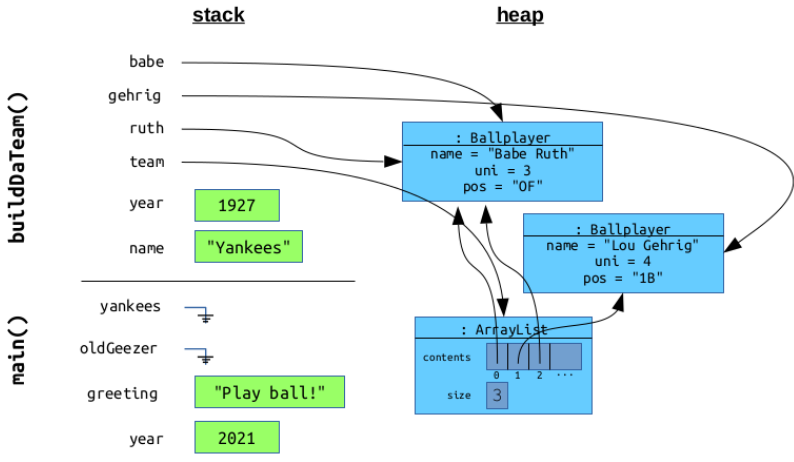 stack
heap
buildDaTeam()
babe
gehrig
ruth
team
year 1927
name "Yankees"
main()
yankees
oldGeezer
greeting "Play ball!"
year 2021
: Ballplayer
name = "Babe Ruth"
uni = 3
pos = "OF"
: Ballplayer
name = "Lou Gehrig"
uni = 4
pos = "1B"
: ArrayList
contents
0 1 2 ...
size 3